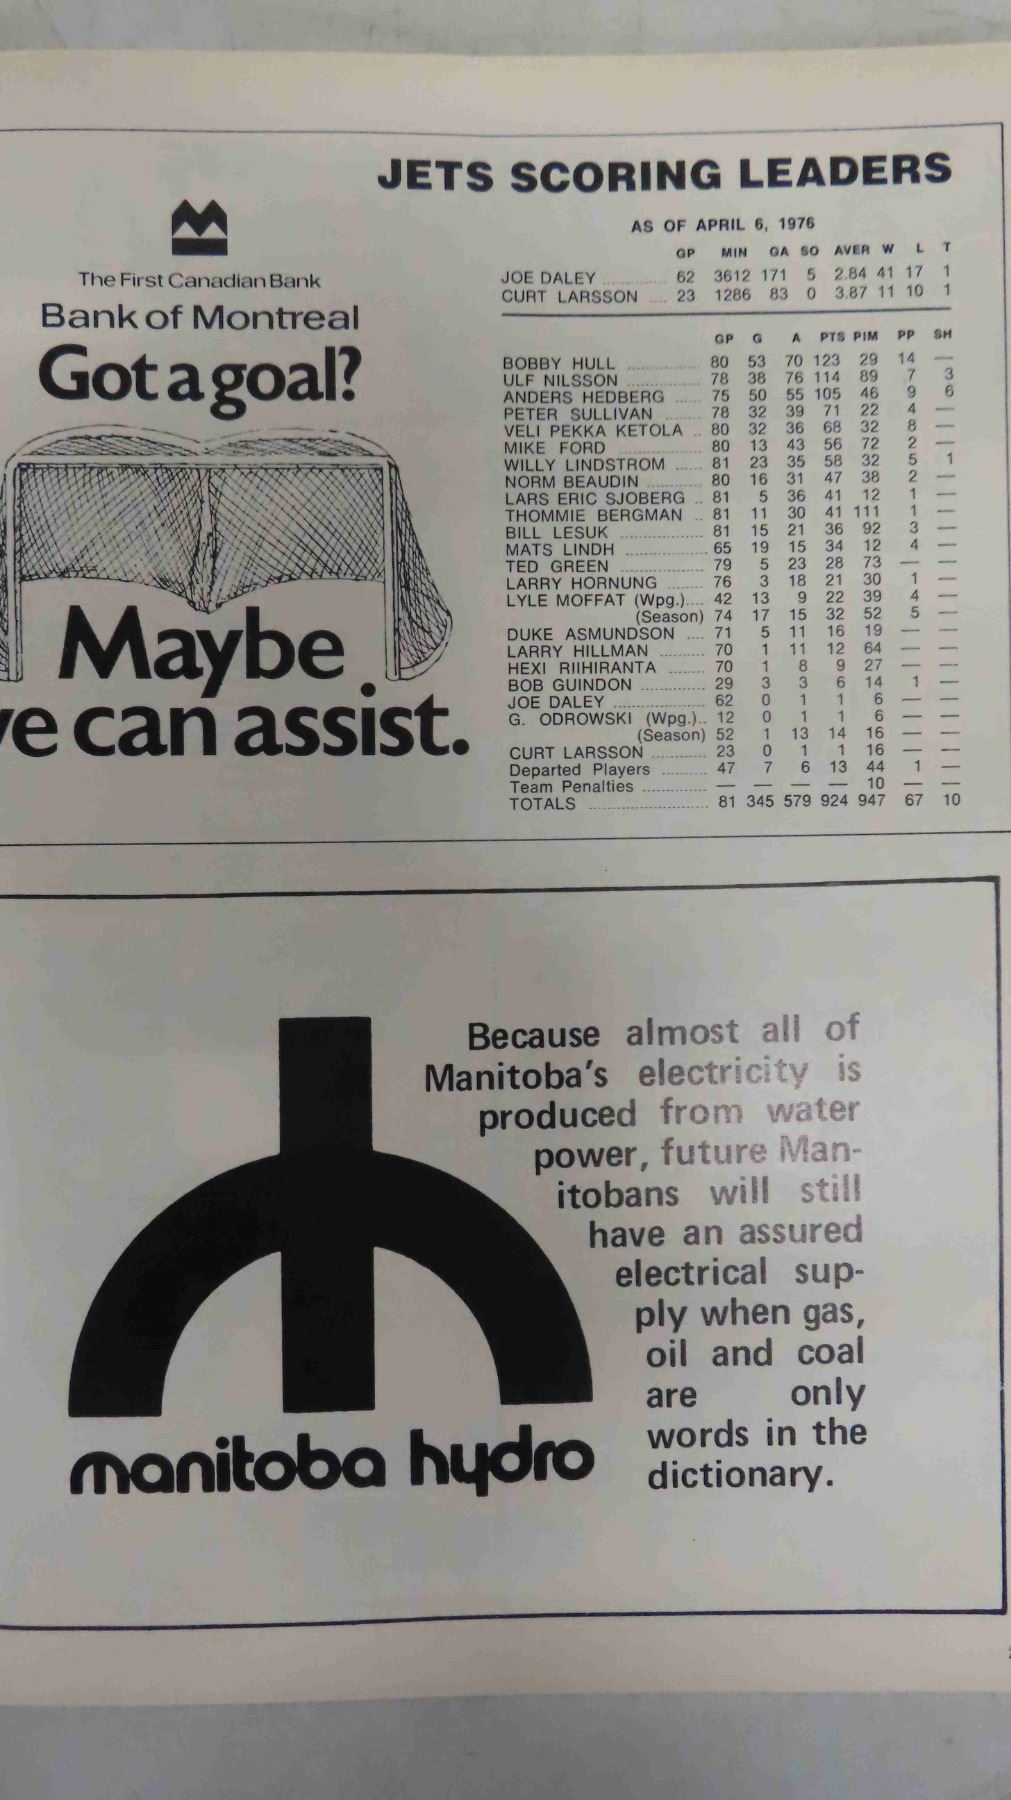 JETS SCORING LEADERS
The First Canadian Bank
Bank of Montreal
Got a goal?
Maybe
can assist.
AS OF APRIL 6, 1976
GP MIN GA SO AVER W L T
JOE DALEY 62 3612 171 5 2.84 41 17 1
CURT LARSSON 23 1286 83 0 3.87 11 10 1
GP G A PTS PIM PP SH
BOBBY HULL 80 53 70 123 29 14 —
ULF NILSSON 78 38 76 114 89 7 3
ANDERS HEDBERG 75 50 55 105 46 9 6
PETER SULLIVAN 78 32 39 71 22 4 —
VELI PEKKA KETOLA 80 32 36 68 32 8 —
MIKE FORD 80 13 43 56 72 2 —
WILLY LINDSTROM 81 23 35 58 32 5 1
NORM BEAUDIN 80 16 31 47 38 2 —
LARS ERIC SJOBERG 81 5 36 41 12 1 —
THOMMIE BERGMAN 81 11 30 41 111 1 —
BILL LESUK 81 15 21 36 92 3 —
MATS LINDH 65 19 15 34 12 4 —
TED GREEN 79 5 23 28 73 — —
LARRY HORNUNG 76 3 18 21 30 1 —
LYLE MOFFAT (Wpg.) 42 13 9 22 39 4 —
(Season) 74 17 15 32 52 5 —
DUKE ASMUNDSON 71 5 11 16 19 — —
LARRY HILLMAN 70 1 11 12 64 — —
HEXI RIIHIRANTA 70 1 8 9 27 — —
BOB GUINDON 29 3 3 6 14 1 —
JOE DALEY 62 0 1 1 6 — —
G. ODROWSKI (Wpg.) 12 0 1 1 6 — —
(Season) 52 1 13 14 16 — —
CURT LARSSON 23 0 1 1 16 — —
Departed Players 47 7 6 13 44 1 —
Team Penalties — — — — 10 — —
TOTALS 81 345 579 924 947 67 10
Because almost all of
Manitoba's electricity is
produced from water
power, future Man-
itobans will still
have an assured
electrical sup-
ply when gas,
oil and coal
are only
words in the
dictionary.
manitoba hydro